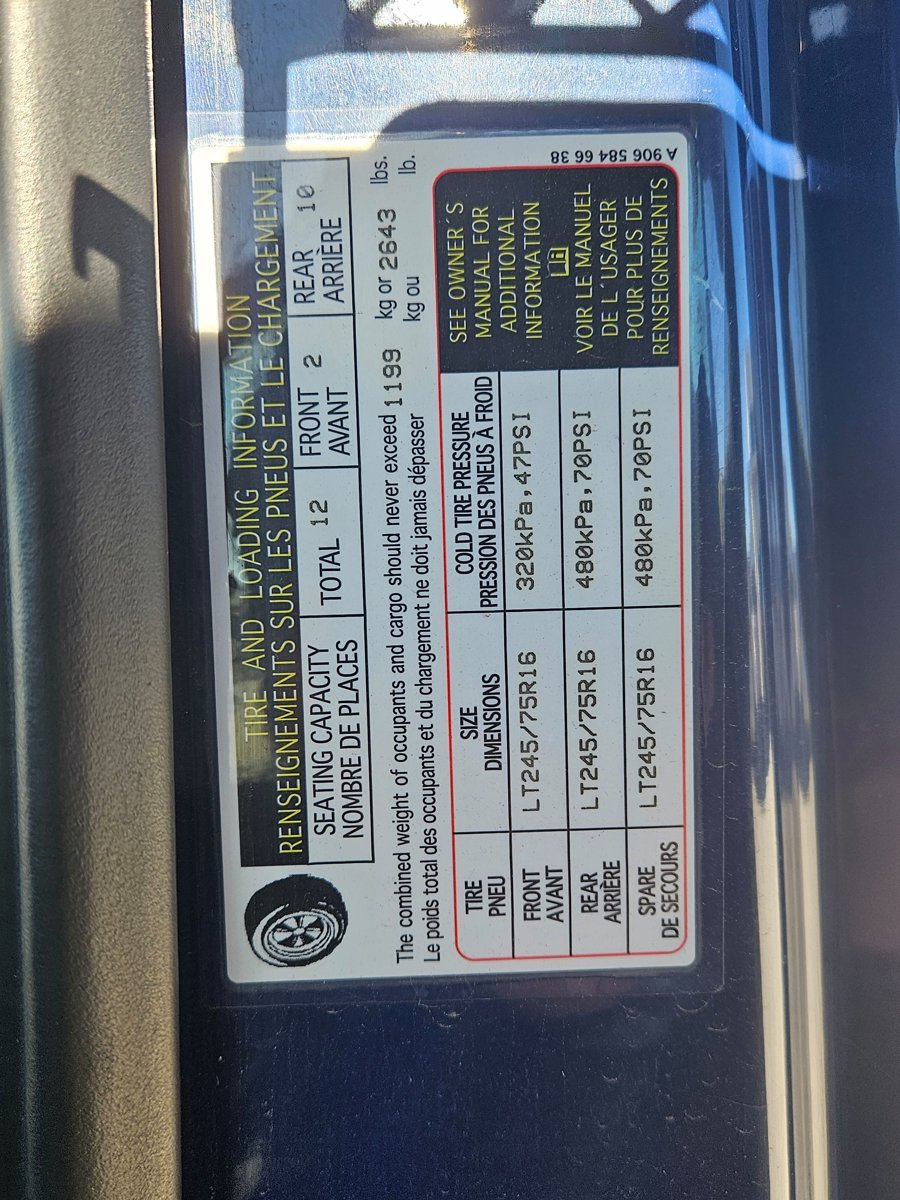 TIRE AND LOADING INFORMATION
RENSEIGNEMENTS SUR LES PNEUS ET LE CHARGEMENT
SEATING CAPACITY TOTAL 12 FRONT 2 REAR 10
NOMBRE DE PLACES AVANT ARRIÈRE
The combined weight of occupants and cargo should never exceed 1199 kg or 2643 lbs.
Le poids total des occupants et du chargement ne doit jamais dépasser kg ou lb.
TIRE SIZE COLD TIRE PRESSURE
PNEU DIMENSIONS PRESSION DES PNEUS À FROID
FRONT LT245/75R16 320kPa,47PSI
AVANT
REAR LT245/75R16 480kPa,70PSI
ARRIÈRE
SPARE LT245/75R16 480kPa,70PSI
DE SECOURS
SEE OWNER´S
MANUAL FOR
ADDITIONAL
INFORMATION
VOIR LE MANUEL
DE L´USAGER
POUR PLUS DE
RENSEIGNEMENTS
A 906 584 66 38